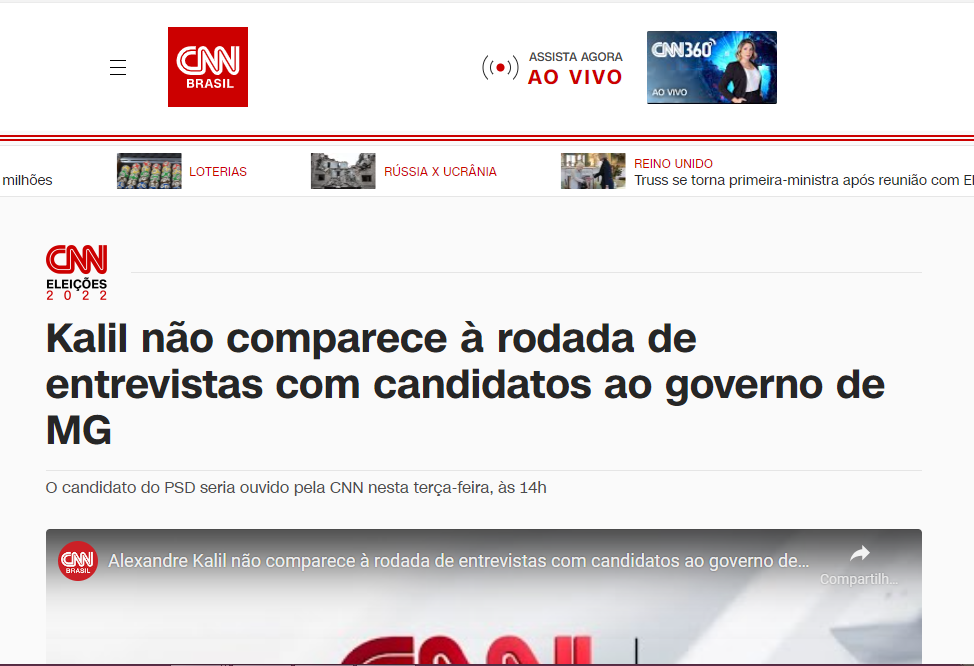 CNN
BRASIL
ASSISTA AGORA
AO VIVO
CNN360
AO VIVO
milhões
LOTERIAS
RÚSSIA X UCRÂNIA
REINO UNIDO
Truss se torna primeira-ministra após reunião com El
CNN
ELEIÇÕES
2022
Kalil não comparece à rodada de
entrevistas com candidatos ao governo de
MG
O candidato do PSD seria ouvido pela CNN nesta terça-feira, às 14h
CNN
BRASIL
Alexandre Kalil não comparece à rodada de entrevistas com candidatos ao governo de...
Compartilh...
CNN